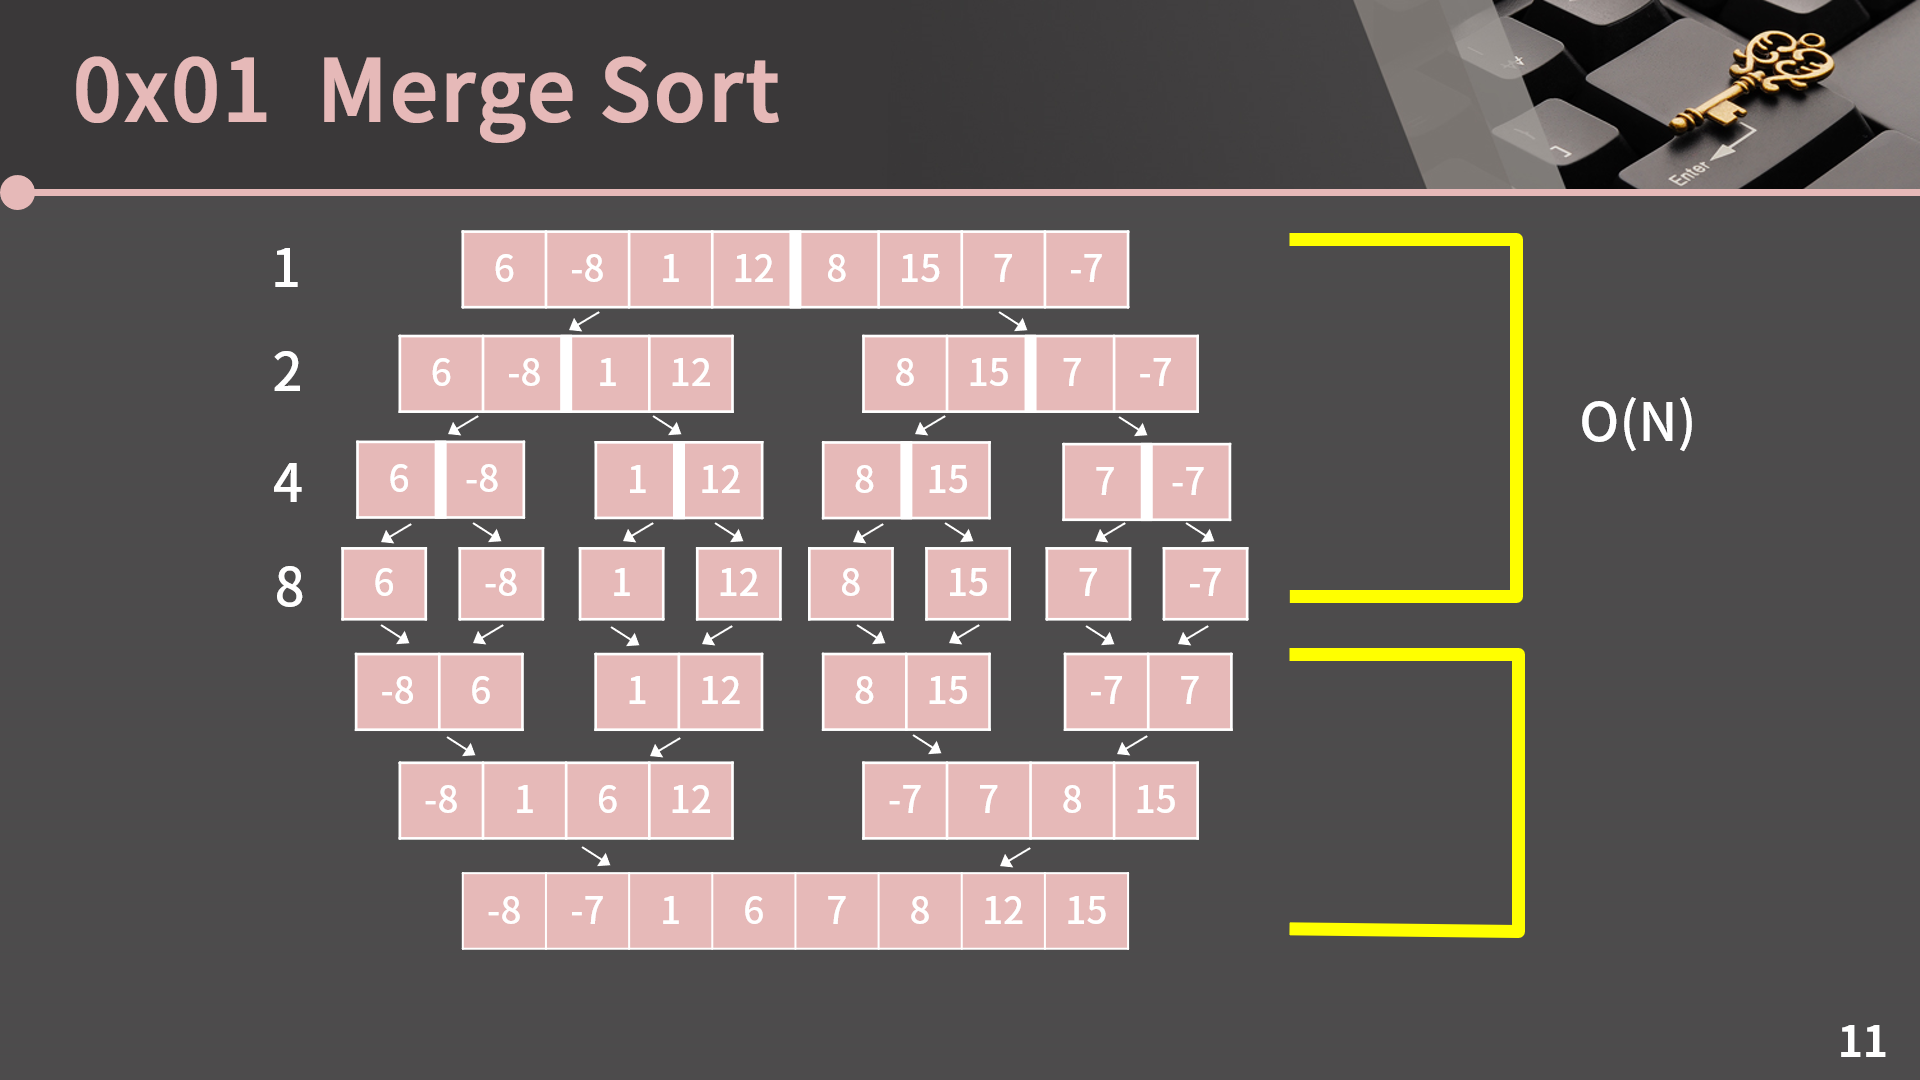 0x01 Merge Sort
Enter
1 6 -8 1 12 8 15 7 -7
2 6 -8 1 12 8 15 7 -7
O(N)
4 6 -8 1 12 8 15 7 -7
8 6 -8 1 12 8 15 7 -7
-8 6 1 12 8 15 -7 7
-8 1 6 12 -7 7 8 15
-8 -7 1 6 7 8 12 15
11